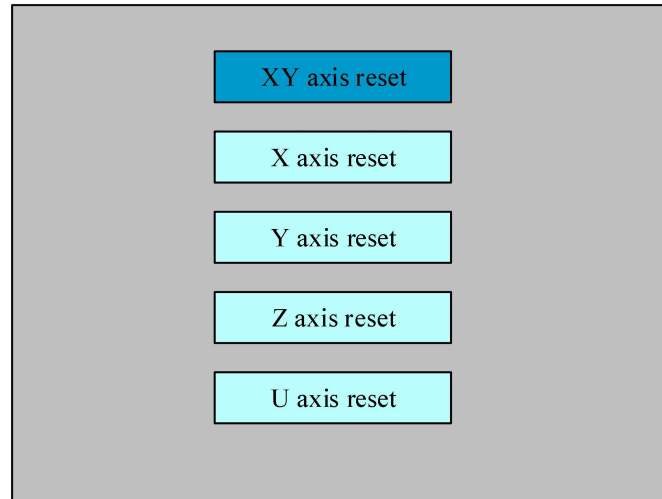 XY axis reset
X axis reset
Y axis reset
Z axis reset
U axis reset